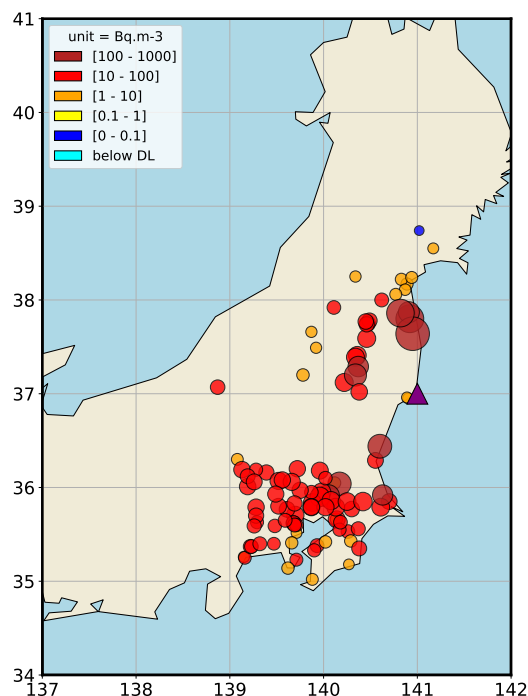 unit = Bq.m-3
[100 - 1000]
[10 - 100]
[1 - 10]
[0.1 - 1]
[0 - 0.1]
below DL
41
40
39
38
37
36
35
34
137 138 139 140 141 142